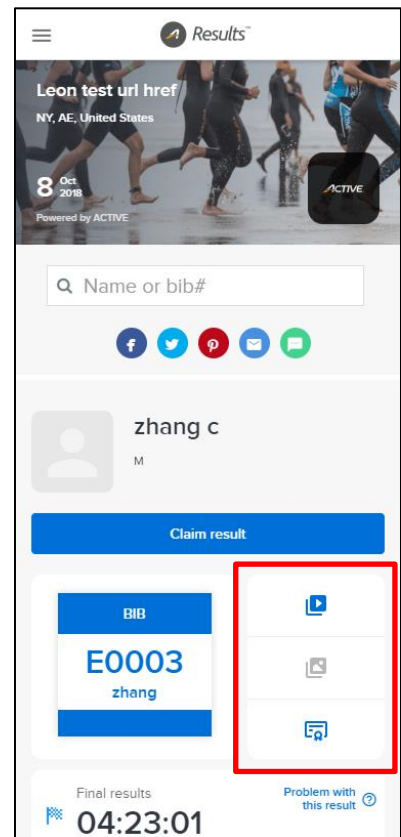 Results™
Leon test url href
NY, AE, United States
8 Oct
2018
Powered by ACTIVE
ACTIVE
Name or bib#
zhang c
M
Claim result
BIB
E0003
zhang
Final results
Problem with
this result
04:23:01